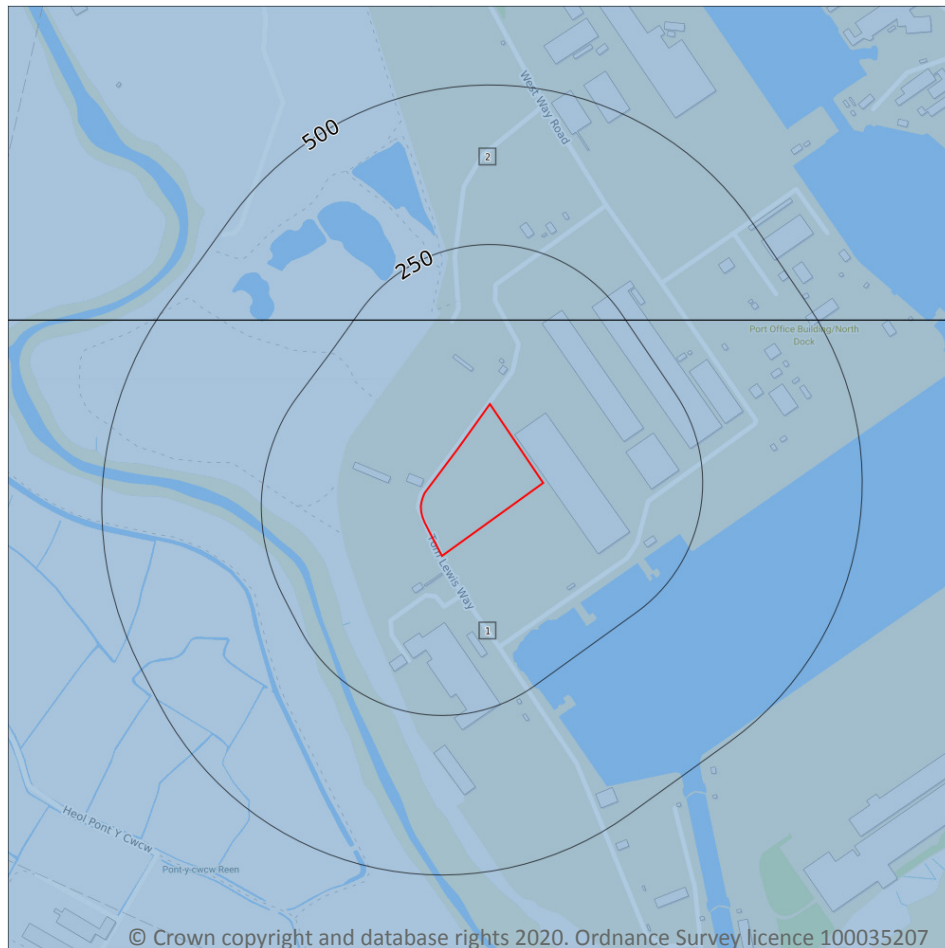 West Way Road
500
2
250
Port Office Building/North
Dock
Tom Lewis Way
1
Heol Pont Y Cwcw
Pont-y-cwcw Reen
© Crown copyright and database rights 2020. Ordnance Survey licence 100035207